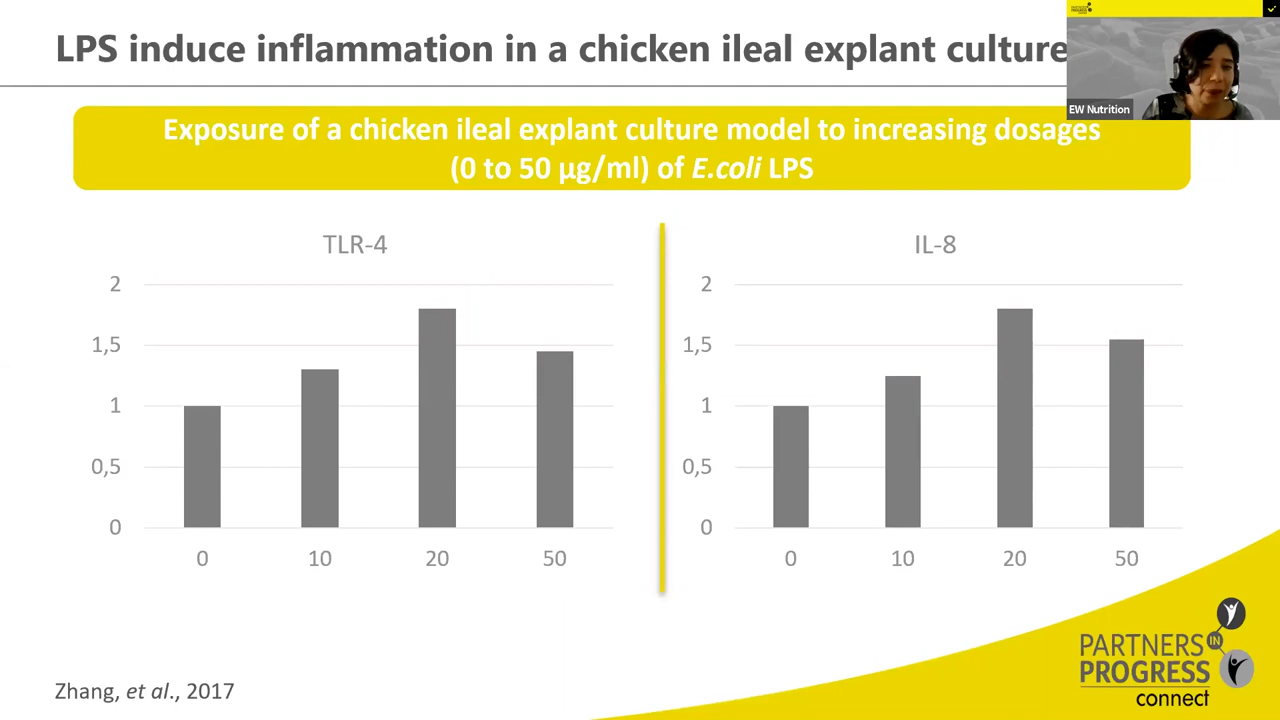 LPS induce inflammation in a chicken ileal explant culture
EW Nutrition
Exposure of a chicken ileal explant culture model to increasing dosages
(0 to 50 µg/ml) of E.coli LPS
TLR-4
2
1,5
1
0,5
0
0 10 20 50
IL-8
2
1,5
1
0,5
0
0 10 20 50
Zhang, et al., 2017
PARTNERS
IN
PROGRESS
connect